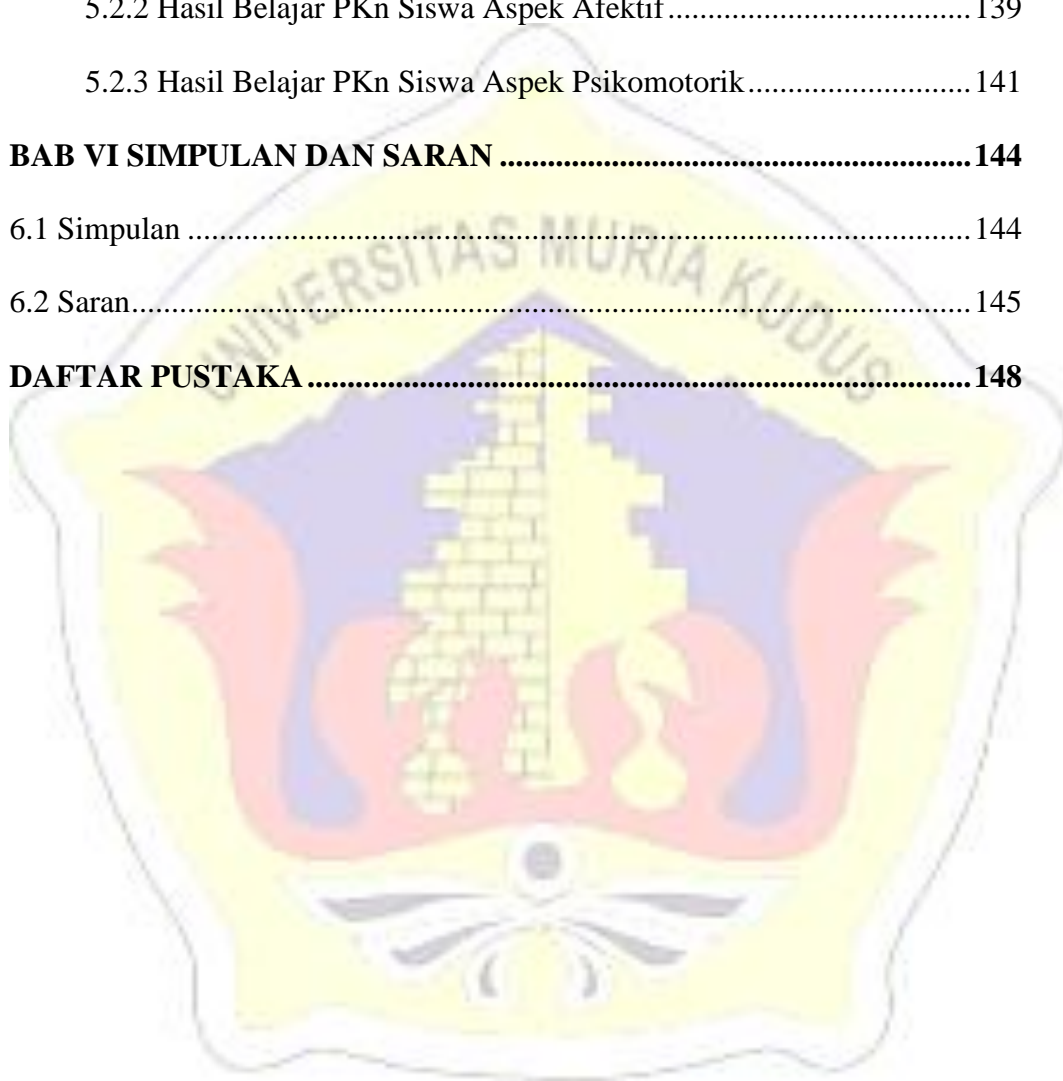 5.2.2 Hasil Belajar PKn Siswa Aspek Afektif.................................139
5.2.3 Hasil Belajar PKn Siswa Aspek Psikomotorik.........................141
BAB VI SIMPULAN DAN SARAN ....................................................144
6.1 Simpulan .......................................................................................144
UNIVERSITAS MURIA KUDUS
6.2 Saran..............................................................................................145
DAFTAR PUSTAKA..........................................................................148